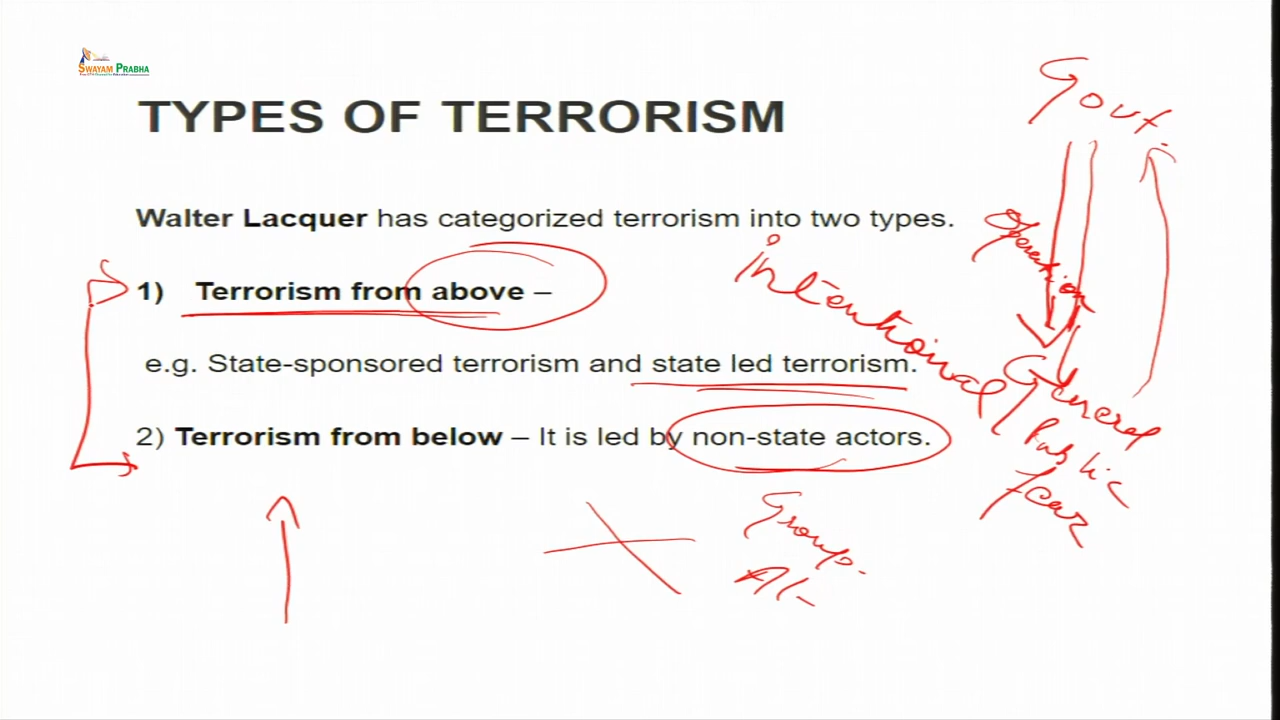 SWAYAM PRABHA
TYPES OF TERRORISM
Govt.
Walter Lacquer has categorized terrorism into two types.
Operation
intentional
1) Terrorism from above –
e.g. State-sponsored terrorism and state led terrorism.
General
Public
fear
2) Terrorism from below – It is led by non-state actors.
Group.
Al-